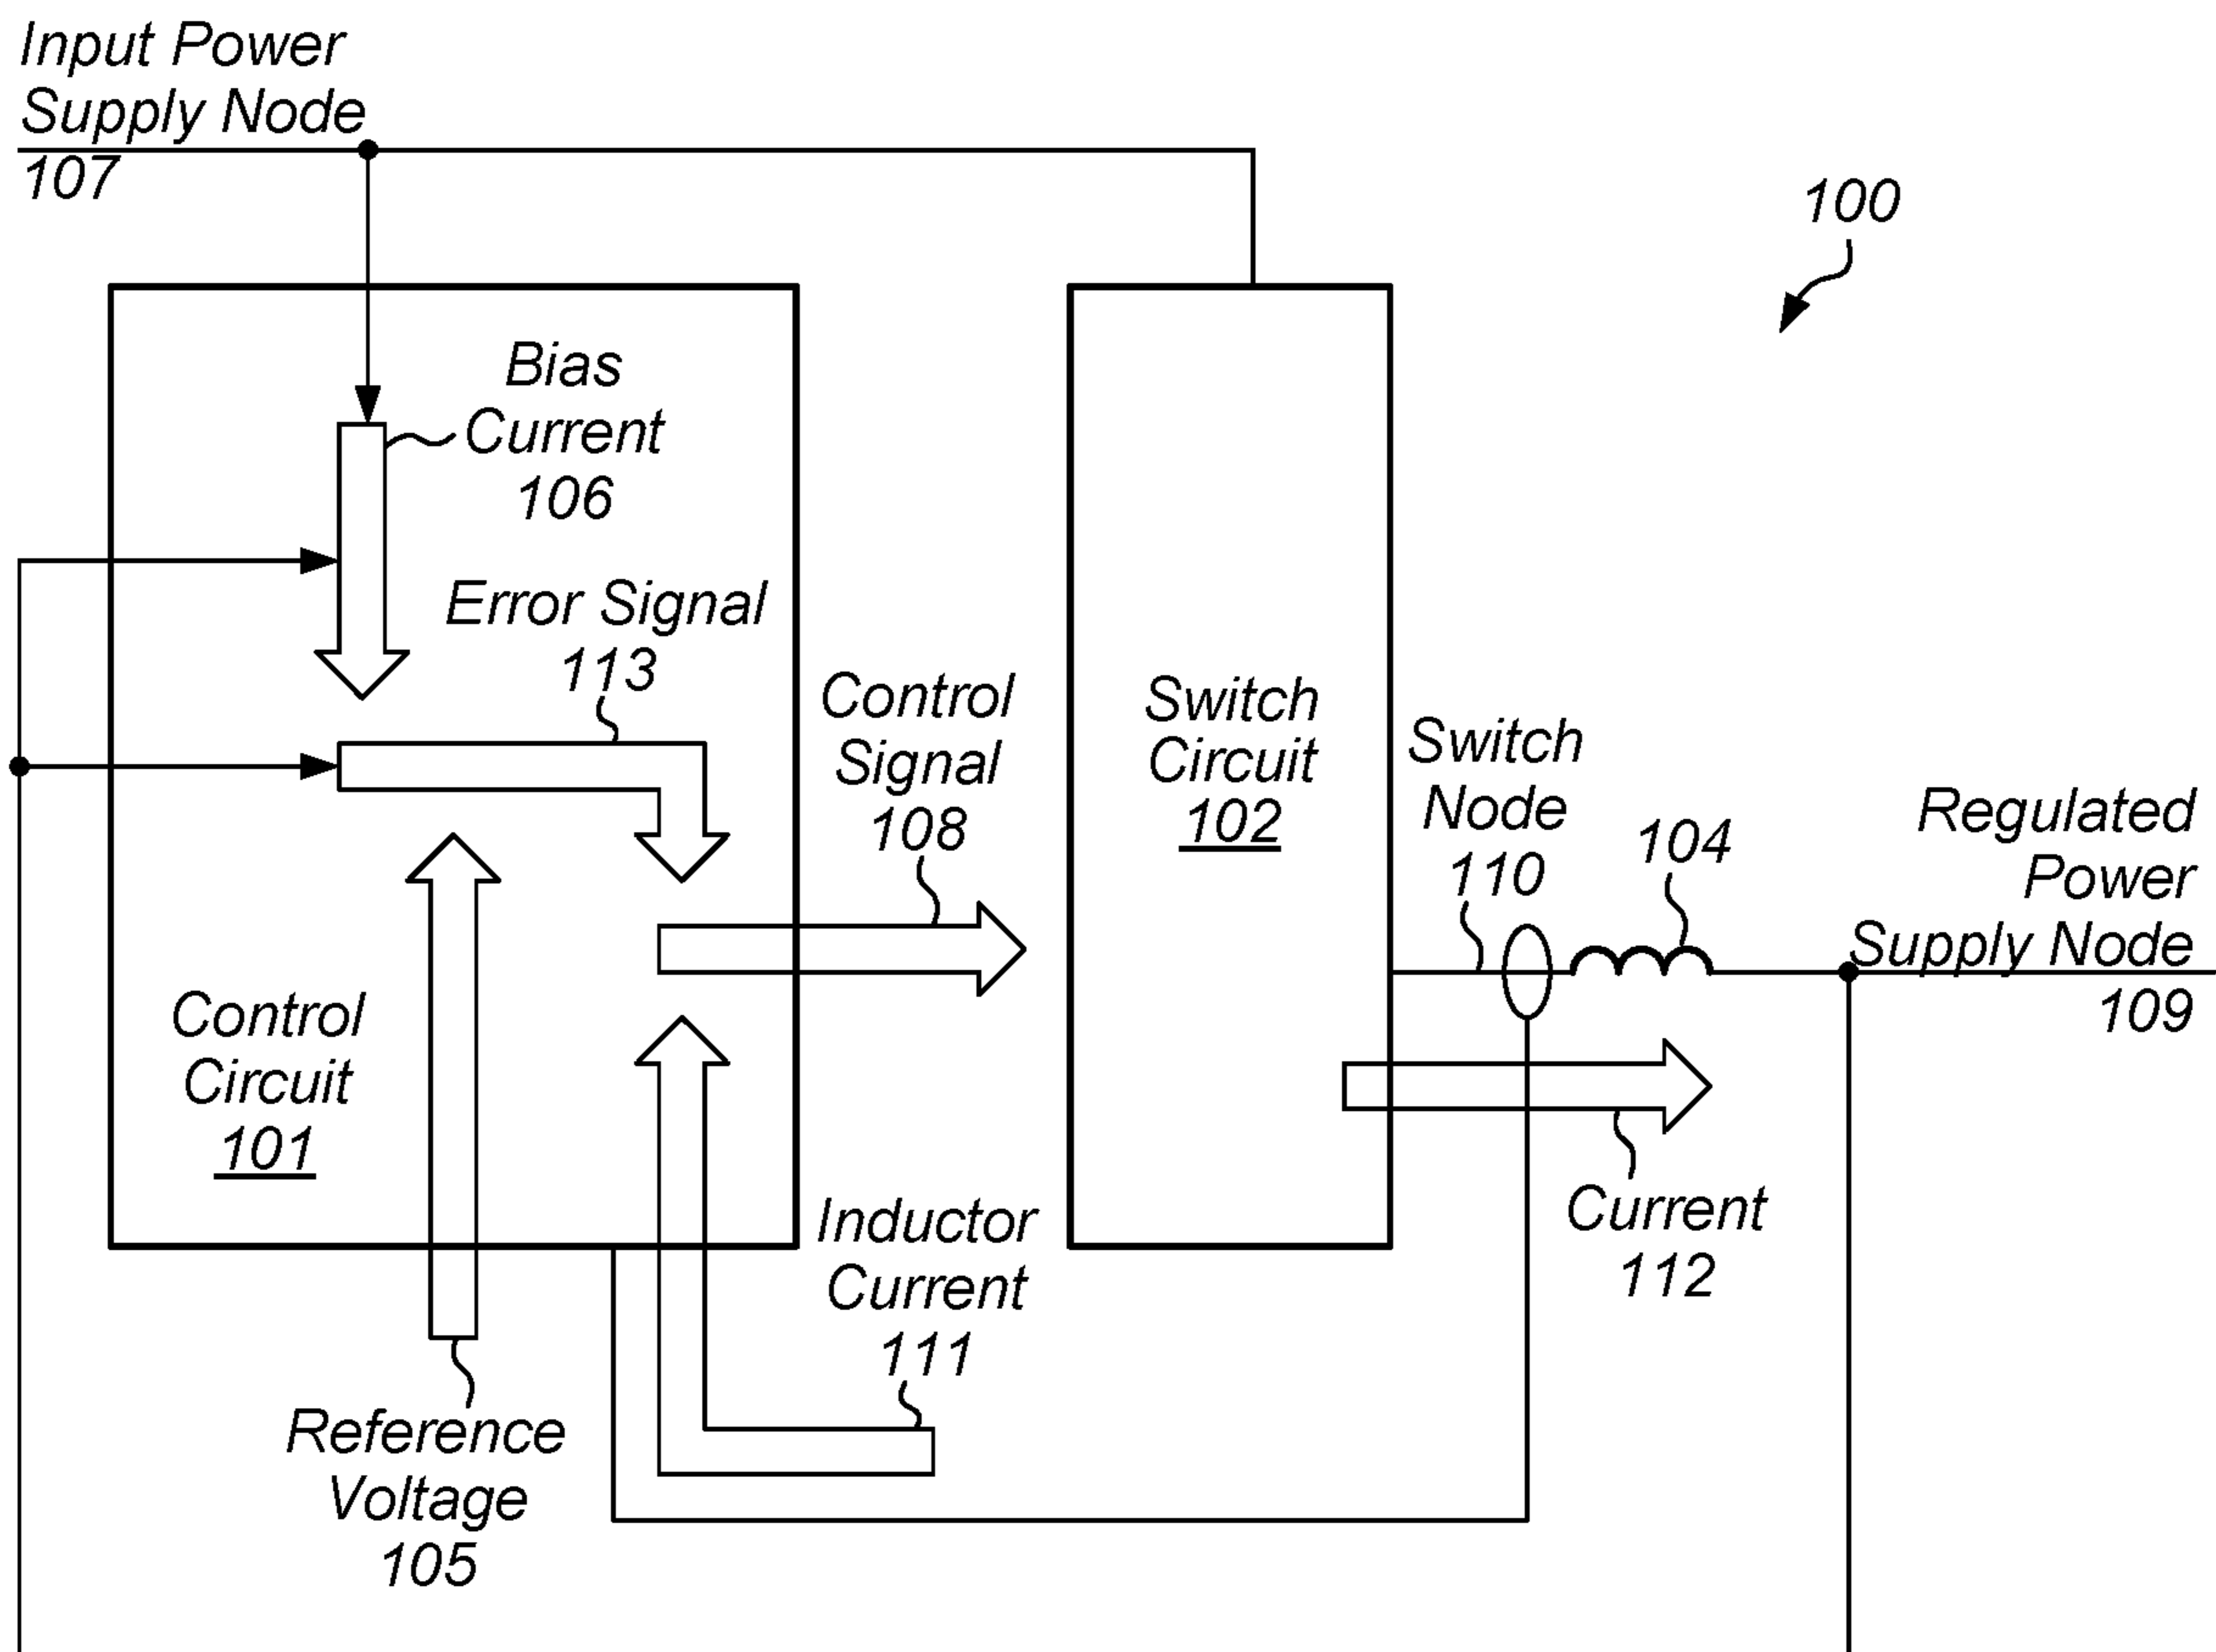 Input Power
Supply Node
107
100
Bias
Current
106
Error Signal
113
Control
Signal
108
Switch
Circuit
102
Switch
Node
110
104
Regulated
Power
Supply Node
109
Control
Circuit
101
Inductor
Current
111
Current
112
Reference
Voltage
105